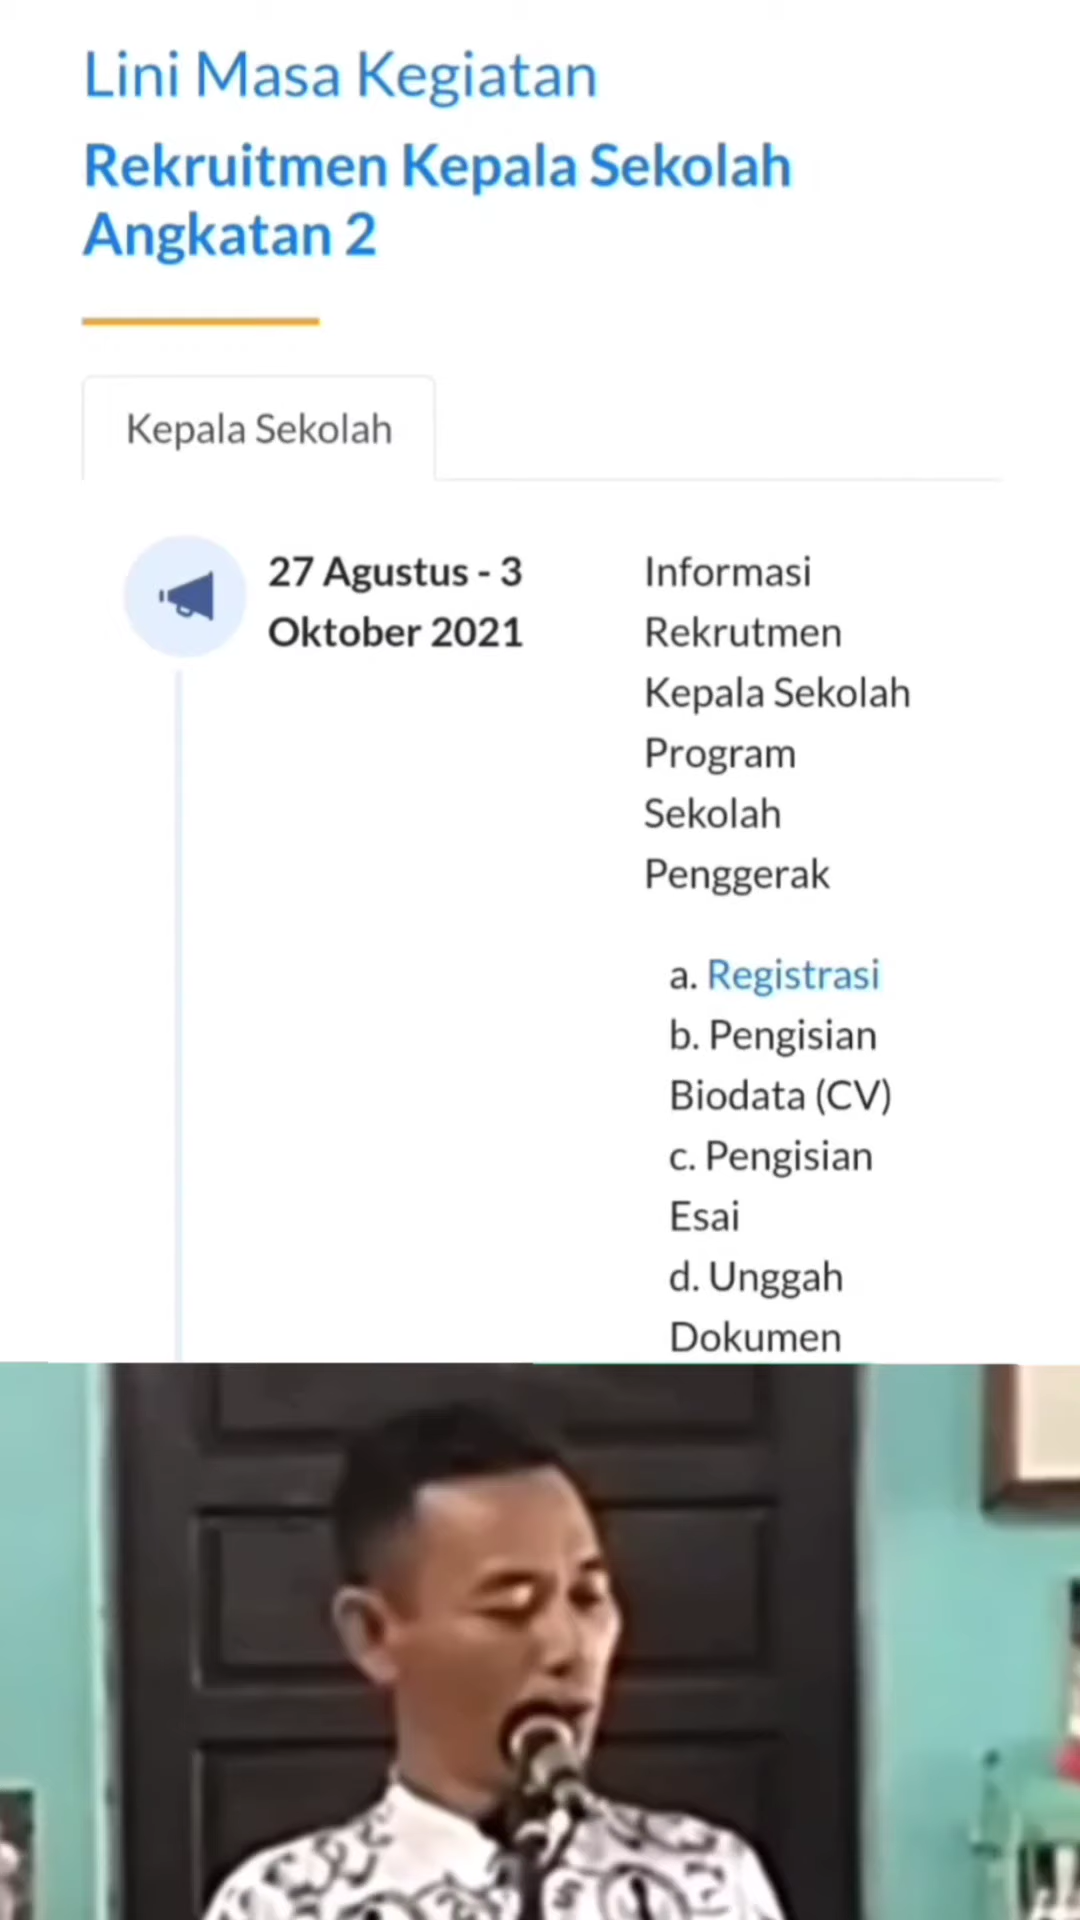 Lini Masa Kegiatan
Rekruitmen Kepala Sekolah
Angkatan 2
Kepala Sekolah
27 Agustus - 3
Oktober 2021
Informasi
Rekrutmen
Kepala Sekolah
Program
Sekolah
Penggerak
a. Registrasi
b. Pengisian
Biodata (CV)
c. Pengisian
Esai
d. Unggah
Dokumen